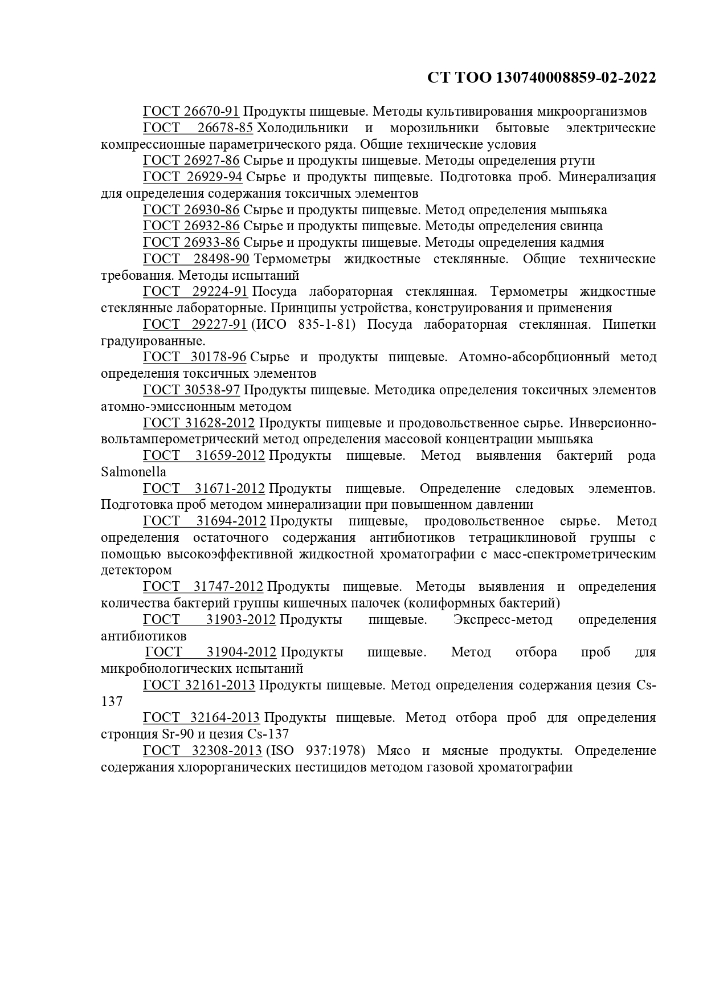 СТ ТОО 130740008859-02-2022
ГОСТ 26670-91 Продукты пищевые. Методы культивирования микроорганизмов
ГОСТ 26678-85 Холодильники и морозильники бытовые электрические
компрессионные параметрического ряда. Общие технические условия
ГОСТ 26927-86 Сырье и продукты пищевые. Методы определения ртути
ГОСТ 26929-94 Сырье и продукты пищевые. Подготовка проб. Минерализация
для определения содержания токсичных элементов
ГОСТ 26930-86 Сырье и продукты пищевые. Метод определения мышьяка
ГОСТ 26932-86 Сырье и продукты пищевые. Методы определения свинца
ГОСТ 26933-86 Сырье и продукты пищевые. Методы определения кадмия
ГОСТ 28498-90 Термометры жидкостные стеклянные. Общие технические
требования. Методы испытаний
ГОСТ 29224-91 Посуда лабораторная стеклянная. Термометры жидкостные
стеклянные лабораторные. Принципы устройства, конструирования и применения
ГОСТ 29227-91 (ИСО 835-1-81) Посуда лабораторная стеклянная. Пипетки
градуированные.
ГОСТ 30178-96 Сырье и продукты пищевые. Атомно-абсорбционный метод
определения токсичных элементов
ГОСТ 30538-97 Продукты пищевые. Методика определения токсичных элементов
атомно-эмиссионным методом
ГОСТ 31628-2012 Продукты пищевые и продовольственное сырье. Инверсионно-
вольтамперометрический метод определения массовой концентрации мышьяка
ГОСТ 31659-2012 Продукты пищевые. Метод выявления бактерий рода
Salmonella
ГОСТ 31671-2012 Продукты пищевые. Определение следовых элементов.
Подготовка проб методом минерализации при повышенном давлении
ГОСТ 31694-2012 Продукты пищевые, продовольственное сырье. Метод
определения остаточного содержания антибиотиков тетрациклиновой группы с
помощью высокоэффективной жидкостной хроматографии с масс-спектрометрическим
детектором
ГОСТ 31747-2012 Продукты пищевые. Методы выявления и определения
количества бактерий группы кишечных палочек (колиформных бактерий)
ГОСТ 31903-2012 Продукты пищевые. Экспресс-метод определения
антибиотиков
ГОСТ 31904-2012 Продукты пищевые. Метод отбора проб для
микробиологических испытаний
ГОСТ 32161-2013 Продукты пищевые. Метод определения содержания цезия Cs-
137
ГОСТ 32164-2013 Продукты пищевые. Метод отбора проб для определения
стронция Sr-90 и цезия Cs-137
ГОСТ 32308-2013 (ISO 937:1978) Мясо и мясные продукты. Определение
содержания хлорорганических пестицидов методом газовой хроматографии